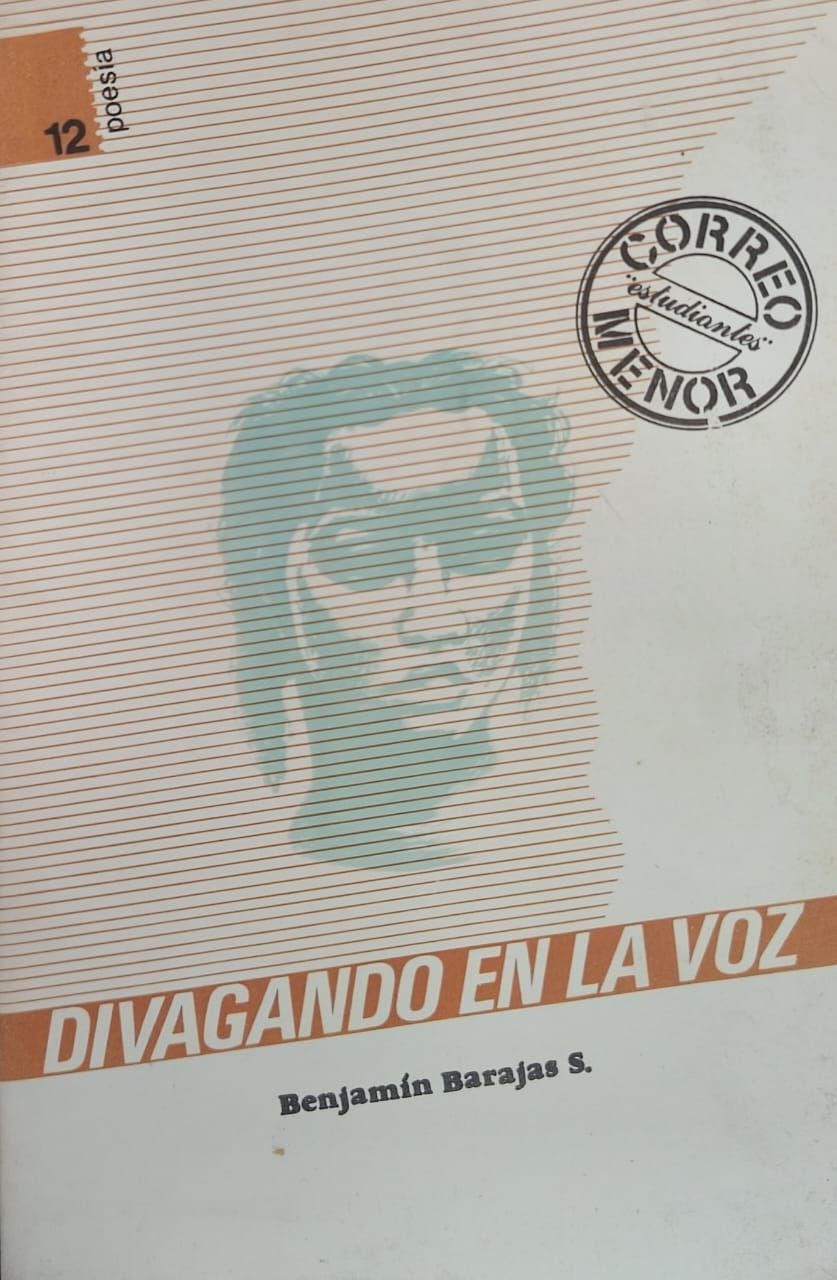 12
poesía
CORREO
"estudiantes"
MENOR
DIVAGANDO EN LA VOZ
Benjamín Barajas S.